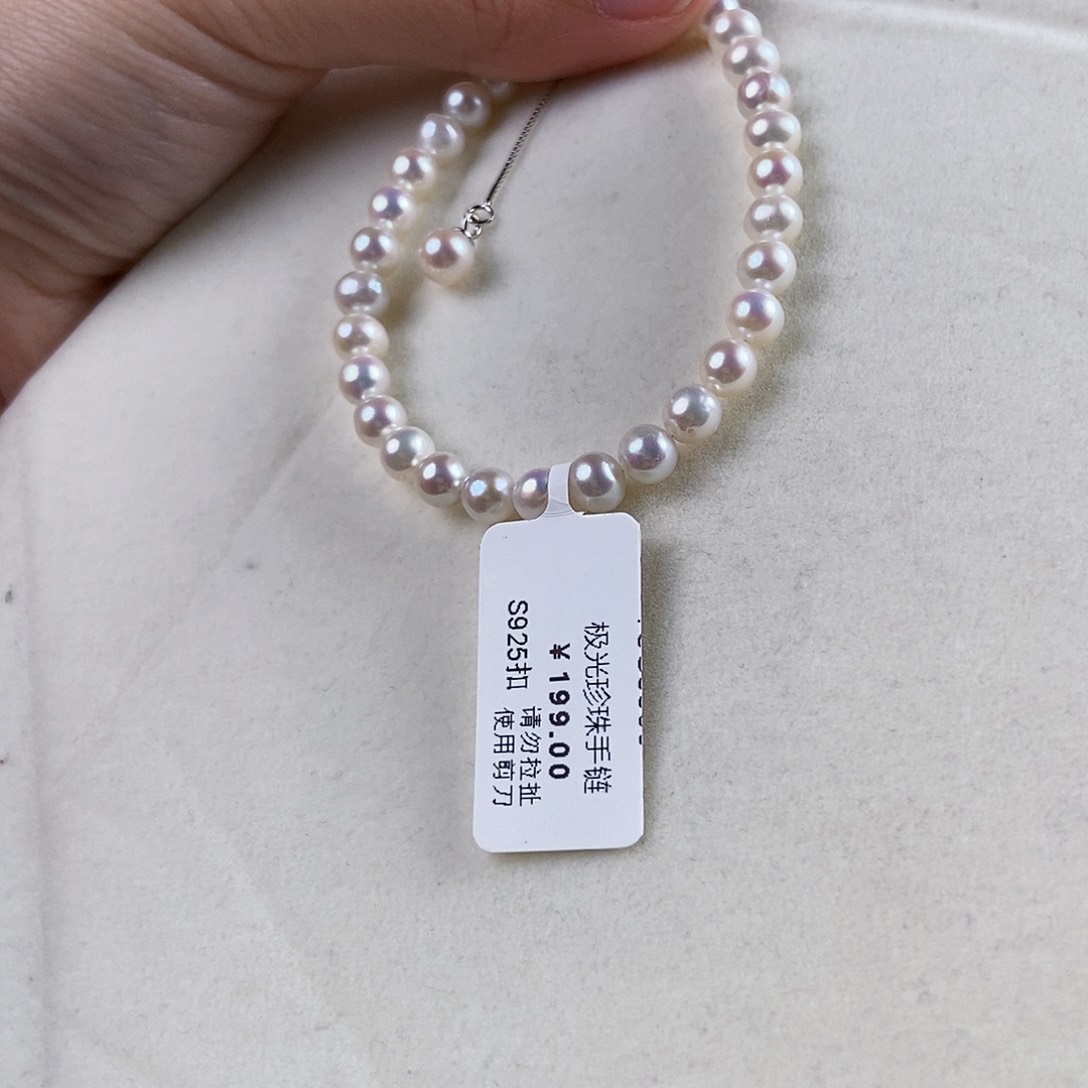 极光珍珠手链
¥199.00
S925扣
请勿拉扯
使用剪刀